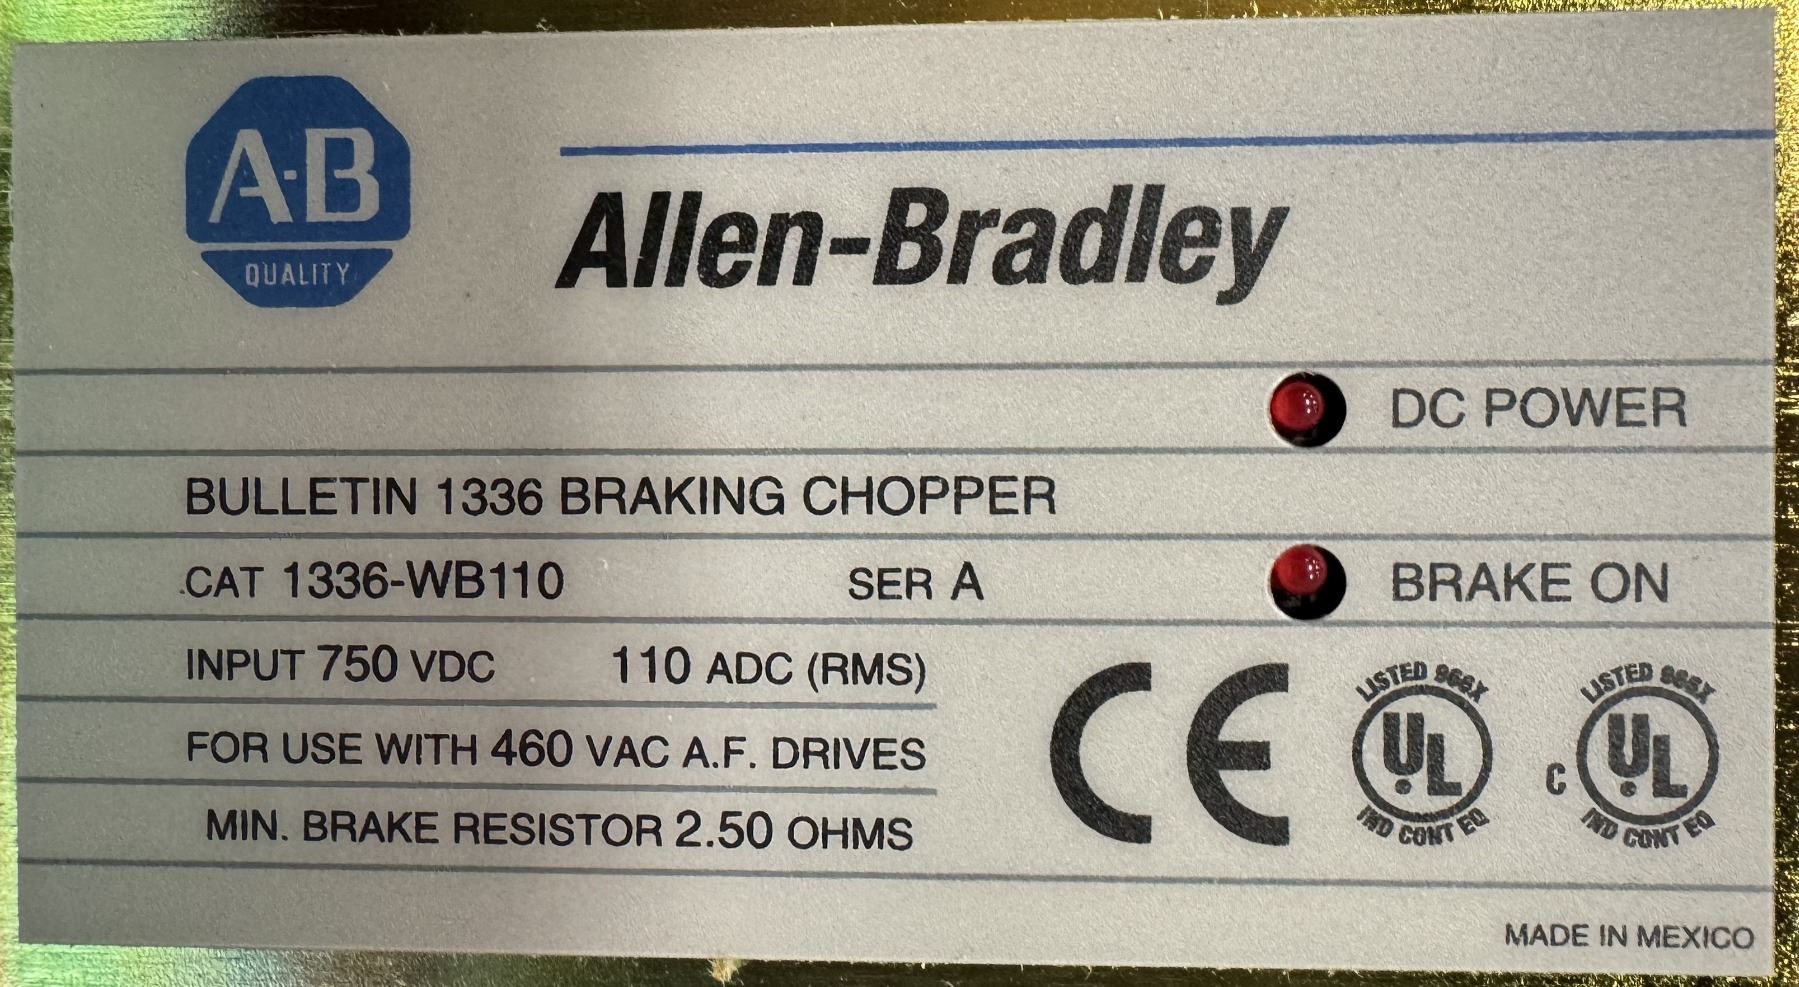 A-B
QUALITY
Allen-Bradley
DC POWER
BULLETIN 1336 BRAKING CHOPPER
CAT 1336-WB110 SER A
BRAKE ON
INPUT 750 VDC 110 ADC (RMS)
FOR USE WITH 460 VAC A.F. DRIVES
MIN. BRAKE RESISTOR 2.50 OHMS
CE
LISTED 966X
UL
IND CONT EQ
LISTED
C UL
IND CONT EQ
MADE IN MEXICO